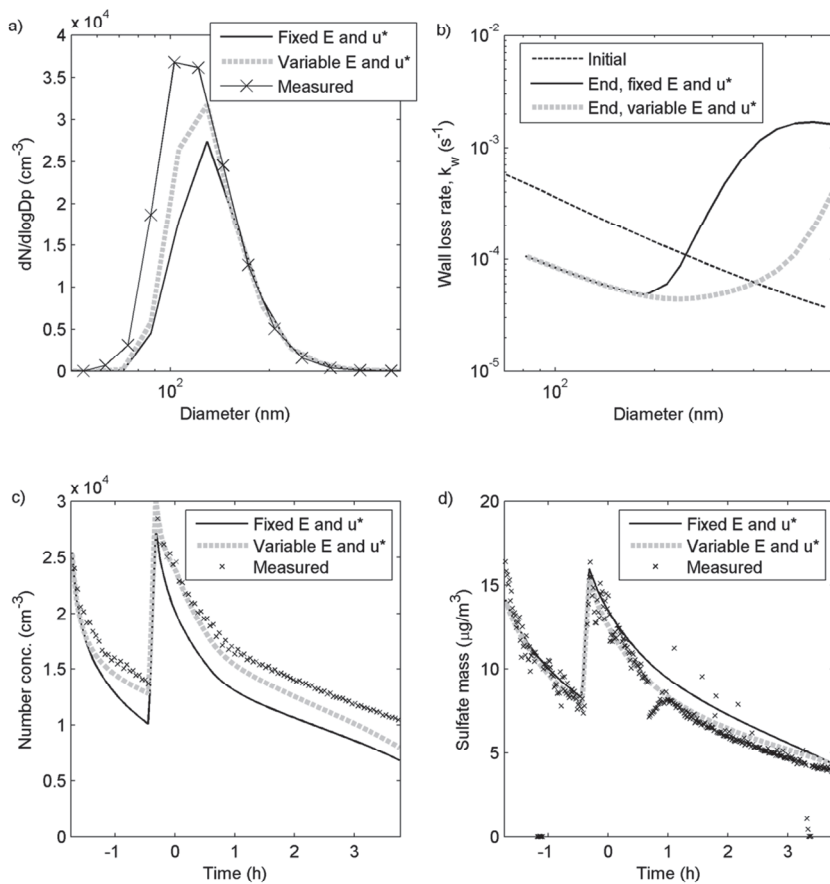 a)
x 10^4
4
3.5
3
2.5
2
1.5
1
0.5
0
dN/dlogDp (cm^-3)
10^2
Diameter (nm)
Fixed E and u*
Variable E and u*
Measured
b)
10^-2
10^-3
10^-4
10^-5
Wall loss rate, k_w (s^-1)
10^2
Diameter (nm)
Initial
End, fixed E and u*
End, variable E and u*
c)
x 10^4
3
2.5
2
1.5
1
0.5
0
Number conc. (cm^-3)
-1 0 1 2 3
Time (h)
Fixed E and u*
Variable E and u*
Measured
d)
20
15
10
5
0
Sulfate mass (μg/m^3)
-1 0 1 2 3
Time (h)
Fixed E and u*
Variable E and u*
Measured